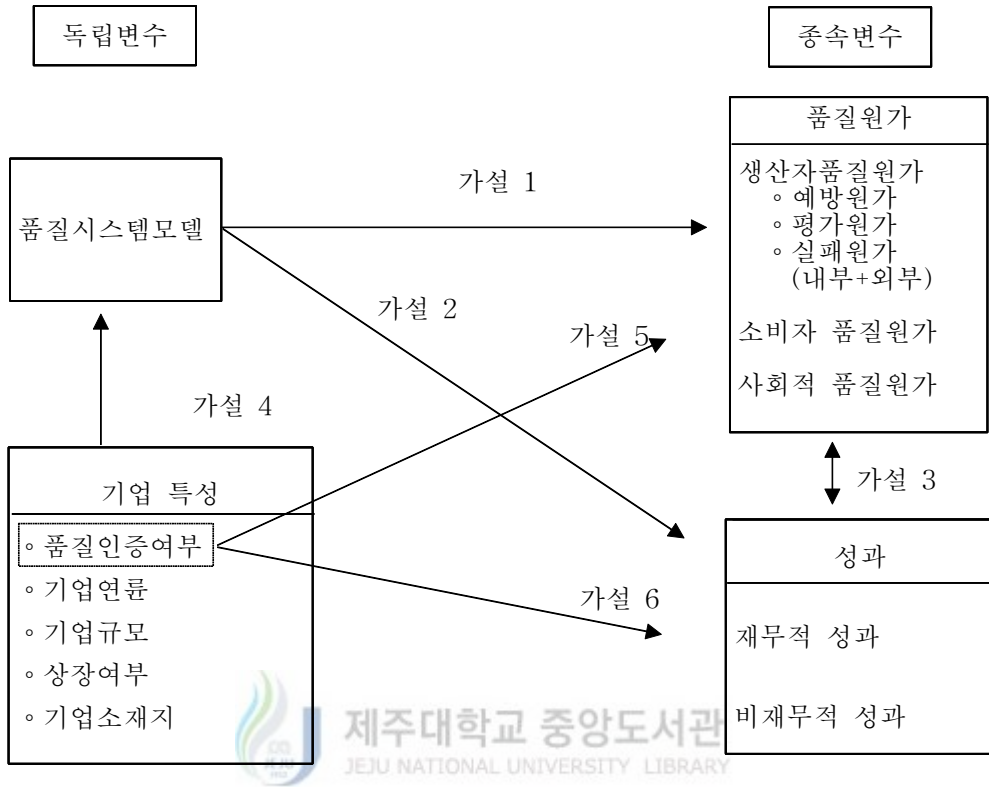 독립변수
종속변수
품질원가
생산자품질원가
◦ 예방원가
◦ 평가원가
◦ 실패원가
(내부+외부)
소비자 품질원가
사회적 품질원가
가설 1
품질시스템모델
가설 2
가설 5
가설 4
가설 3
기업 특성
◦ 품질인증여부
◦ 기업연륜
◦ 기업규모
◦ 상장여부
◦ 기업소재지
가설 6
성과
재무적 성과
비재무적 성과
제주대학교 중앙도서관
JEJU NATIONAL UNIVERSITY LIBRARY